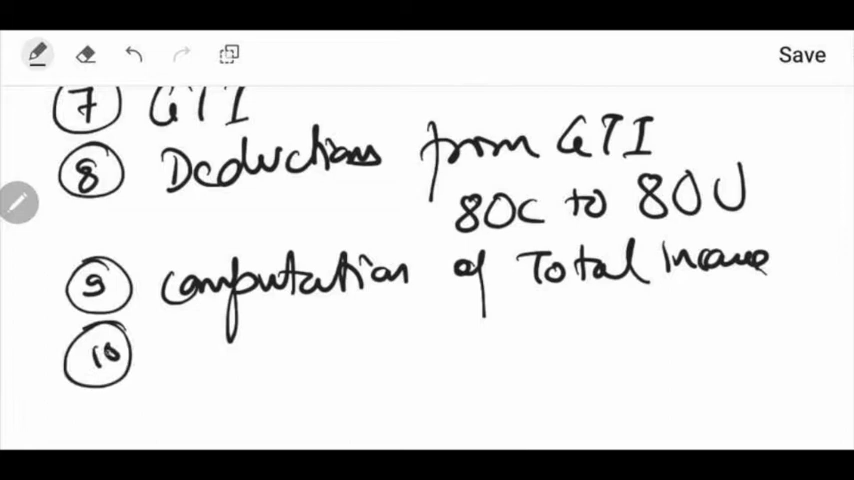 Save
7 GTI
8 Deductions from GTI
80C to 80U
9 Computation of Total Income
10